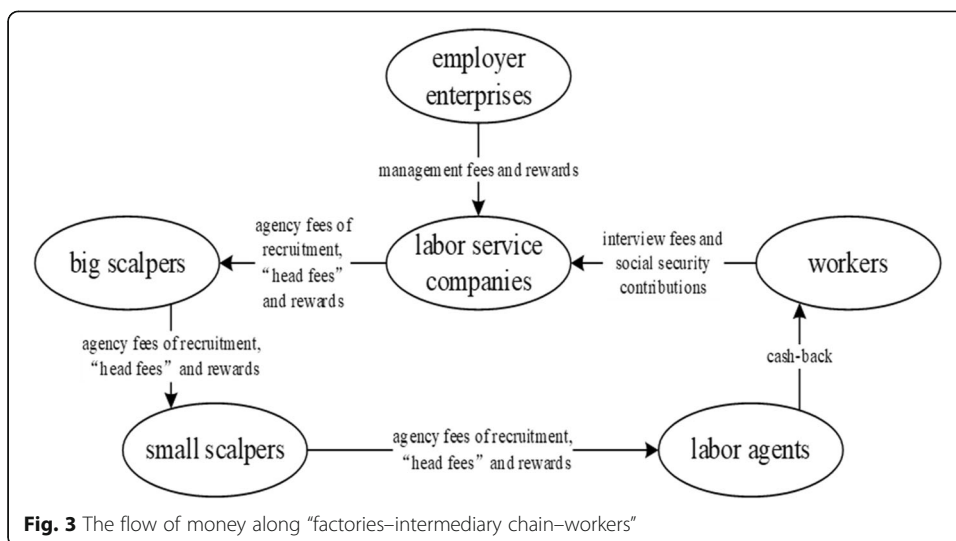 employer
enterprises
management fees and rewards
agency fees of
recruitment,
“head fees”
and rewards
big scalpers
labor service
companies
interview fees and
social security
contributions
workers
agency fees of recruitment,
“head fees” and rewards
cash-back
small scalpers
agency fees of recruitment,
“head fees” and rewards
labor agents
Fig. 3 The flow of money along “factories–intermediary chain–workers”